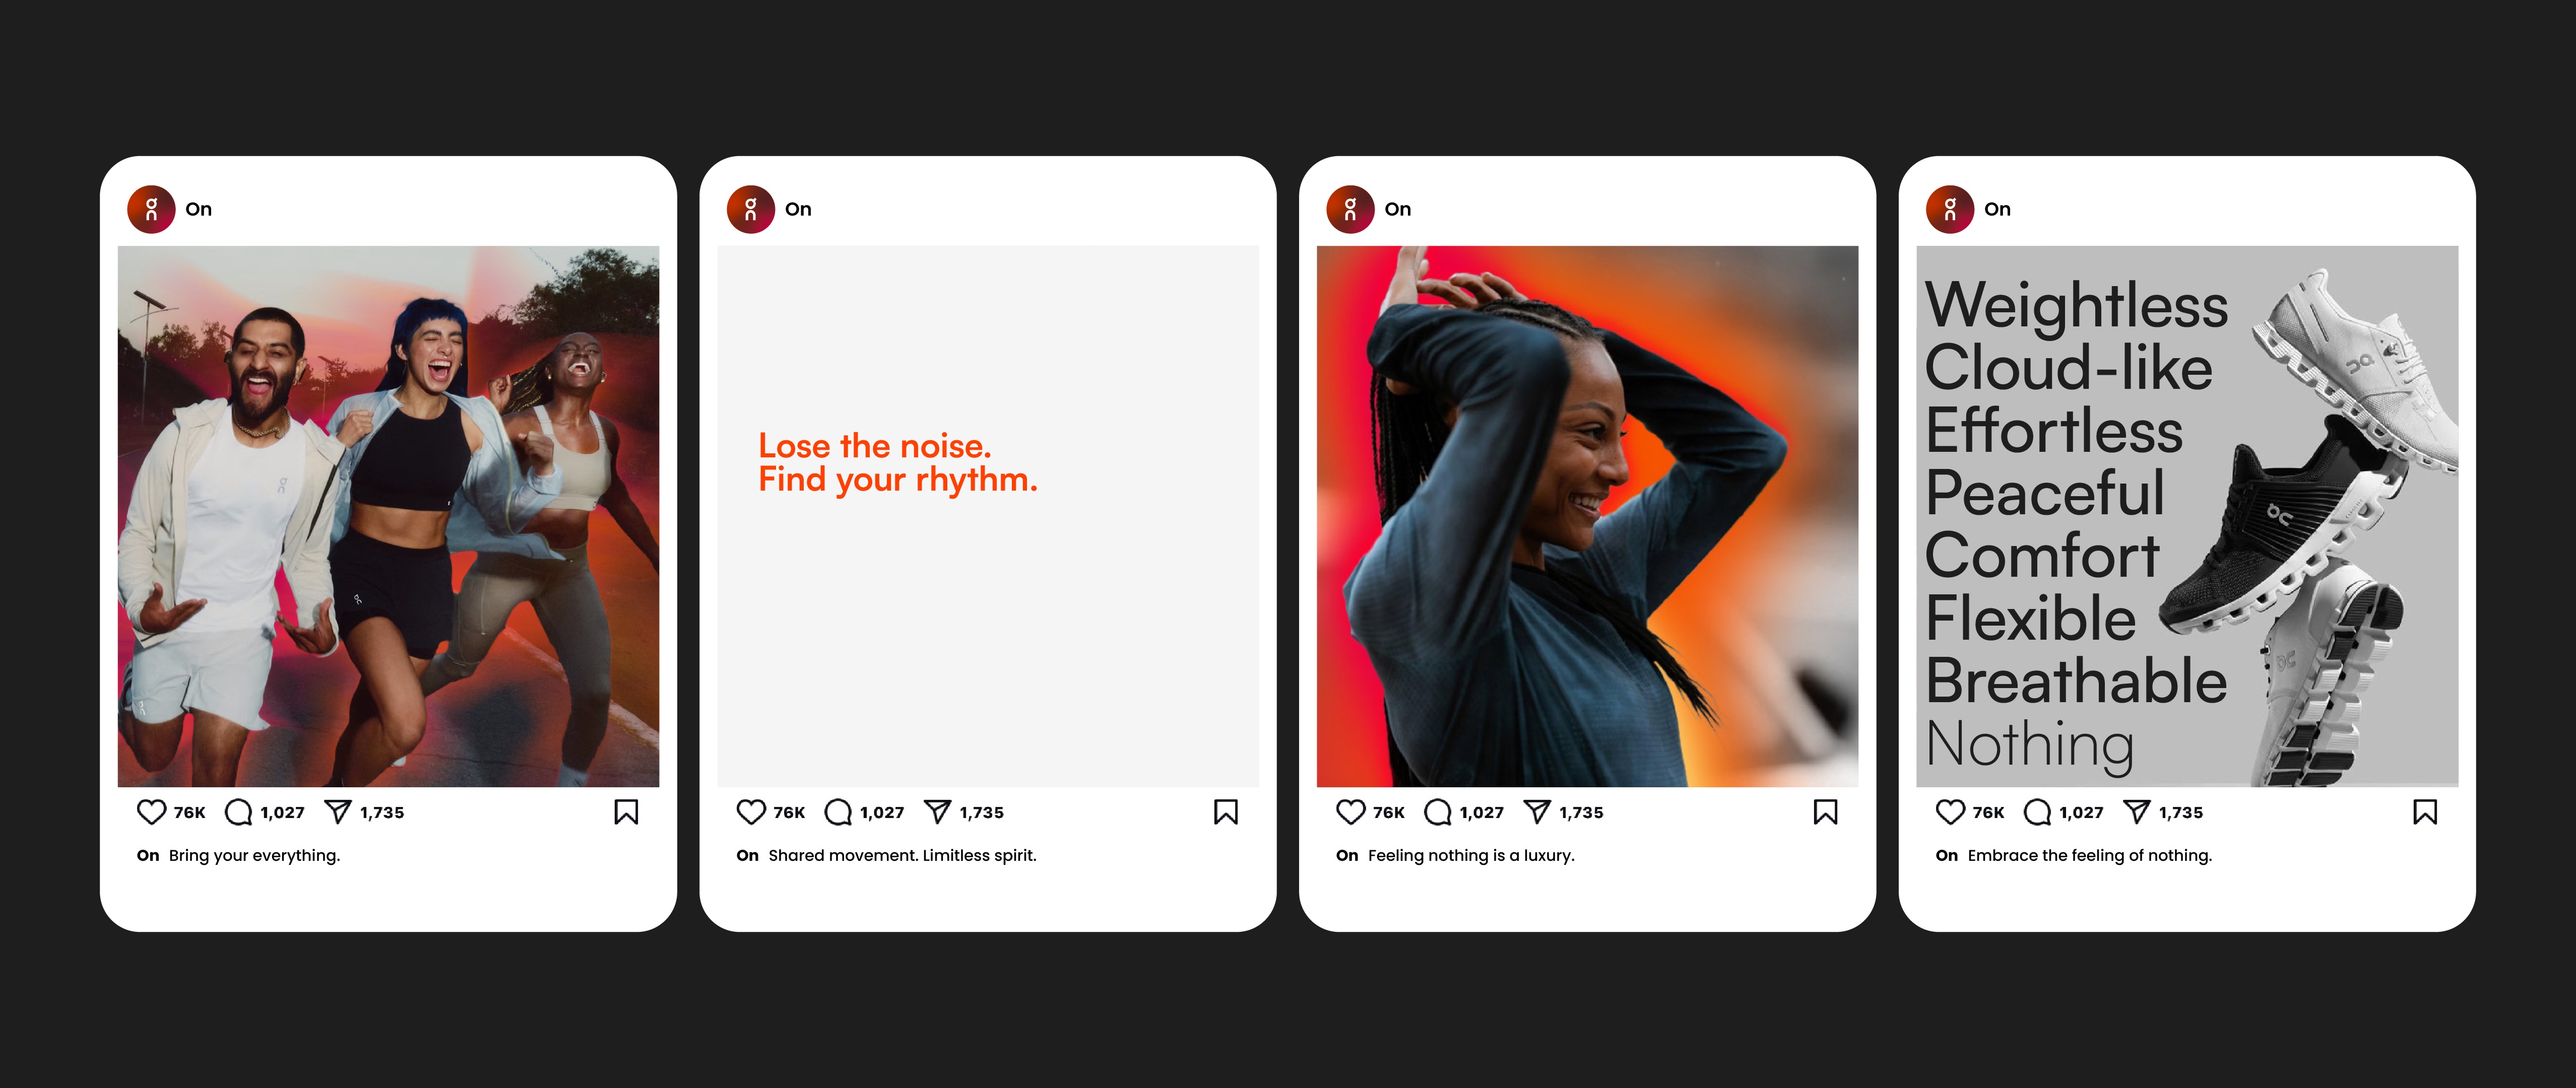 On
76K 1,027 1,735
On Bring your everything.
On
Lose the noise.
Find your rhythm.
76K 1,027 1,735
On Shared movement. Limitless spirit.
On
76K 1,027 1,735
On Feeling nothing is a luxury.
On
Weightless
Cloud-like
Effortless
Peaceful
Comfort
Flexible
Breathable
Nothing
76K 1,027 1,735
On Embrace the feeling of nothing.